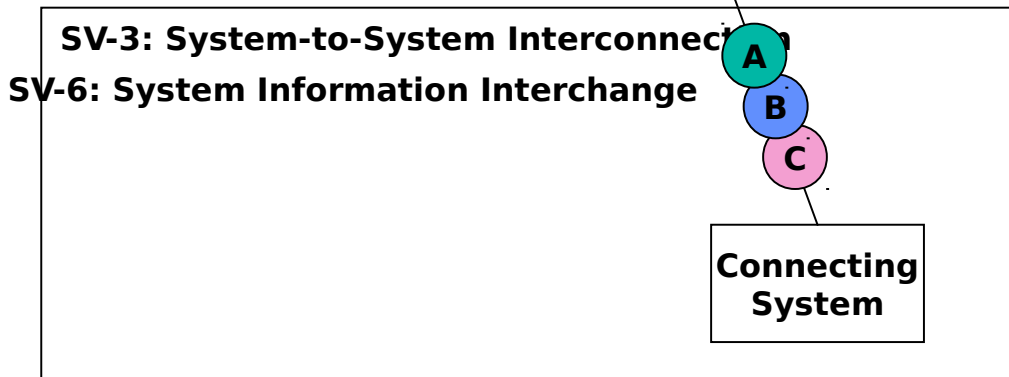 SV-3: System-to-System Interconnection
A
SV-6: System Information Interchange
B
C
Connecting
System